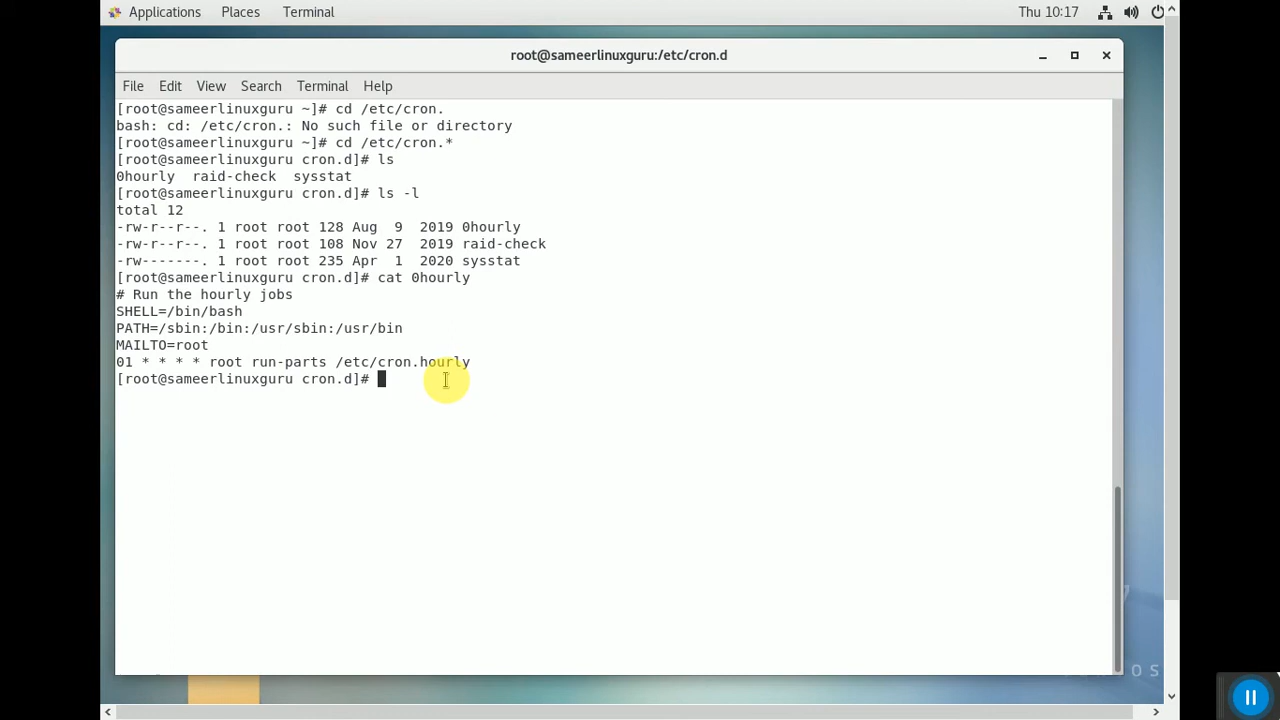 Applications Places Terminal Thu 10:17
root@sameerlinuxguru:/etc/cron.d
File Edit View Search Terminal Help
[root@sameerlinuxguru ~]# cd /etc/cron.
bash: cd: /etc/cron.: No such file or directory
[root@sameerlinuxguru ~]# cd /etc/cron.*
[root@sameerlinuxguru cron.d]# ls
0hourly  raid-check  sysstat
[root@sameerlinuxguru cron.d]# ls -l
total 12
-rw-r--r--. 1 root root 128 Aug  9  2019 0hourly
-rw-r--r--. 1 root root 108 Nov 27  2019 raid-check
-rw-------. 1 root root 235 Apr  1  2020 sysstat
[root@sameerlinuxguru cron.d]# cat 0hourly
# Run the hourly jobs
SHELL=/bin/bash
PATH=/sbin:/bin:/usr/sbin:/usr/bin
MAILTO=root
01 * * * * root run-parts /etc/cron.hourly
[root@sameerlinuxguru cron.d]#